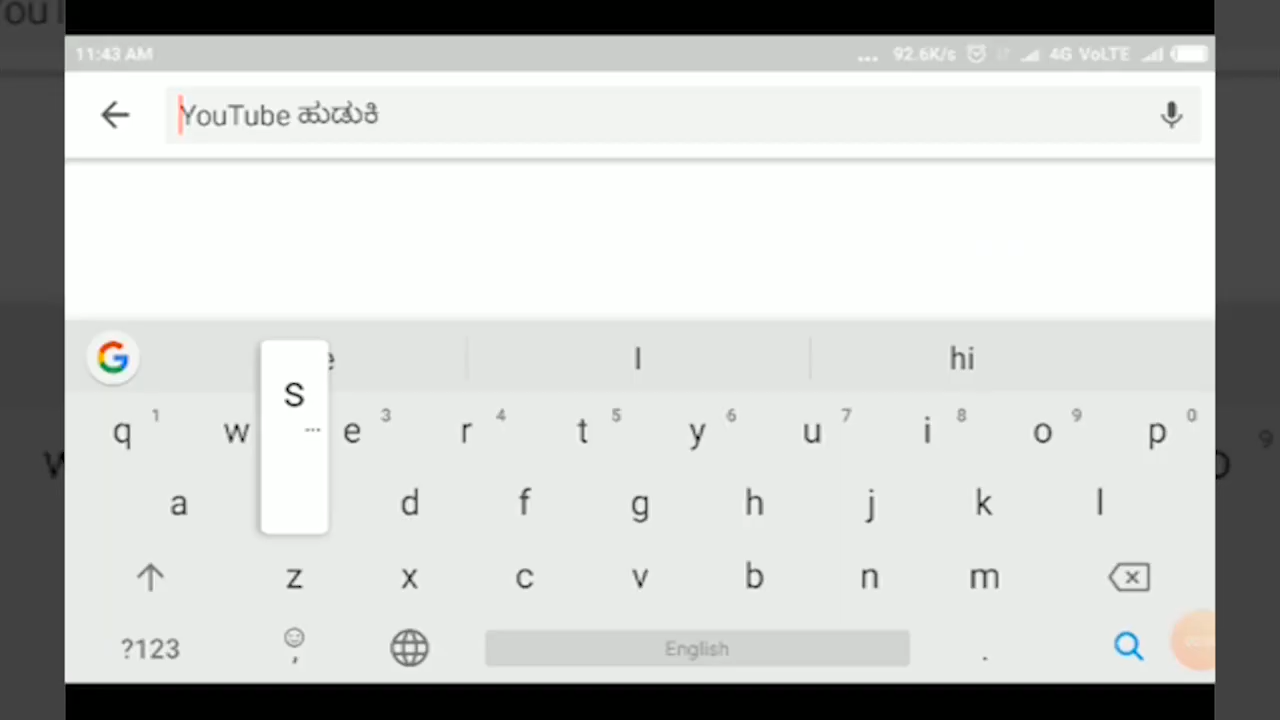 11:43 AM ... 92.6K/s 4G VoLTE
YouTube ಹುಡುಕಿ
I hi
S
...
q 1 w e 3 r 4 t 5 y 6 u 7 i 8 o 9 p 0
a d f g h j k l
z x c v b n m
?123 , English .